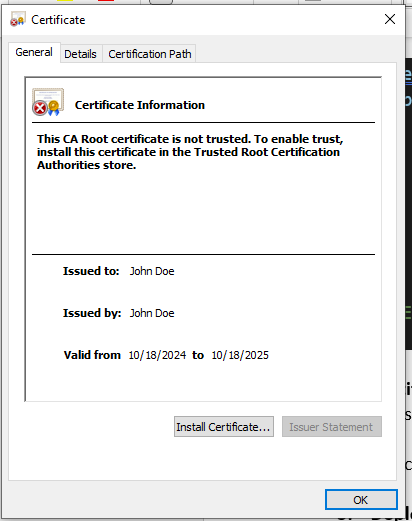 Certificate
General
Details
Certification Path
Certificate Information
This CA Root certificate is not trusted. To enable trust,
install this certificate in the Trusted Root Certification
Authorities store.
Issued to: John Doe
Issued by: John Doe
Valid from 10/18/2024 to 10/18/2025
Install Certificate...
Issuer Statement
OK